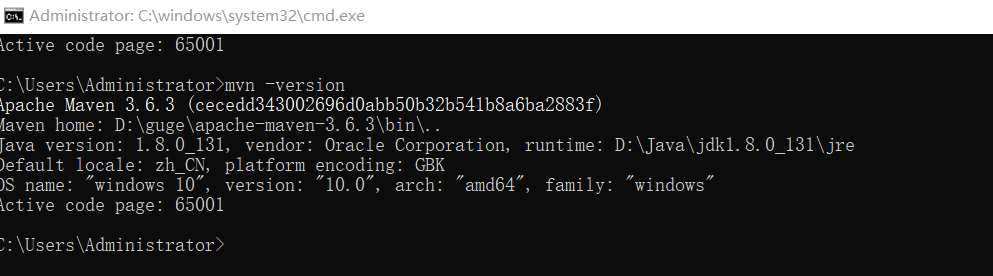 Administrator: C:\windows\system32\cmd.exe
Active code page: 65001
C:\Users\Administrator>mvn -version
Apache Maven 3.6.3 (cecedd343002696d0abb50b32b541b8a6ba2883f)
Maven home: D:\guge\apache-maven-3.6.3\bin\..
Java version: 1.8.0_131, vendor: Oracle Corporation, runtime: D:\Java\jdk1.8.0_131\jre
Default locale: zh_CN, platform encoding: GBK
OS name: "windows 10", version: "10.0", arch: "amd64", family: "windows"
Active code page: 65001
C:\Users\Administrator>